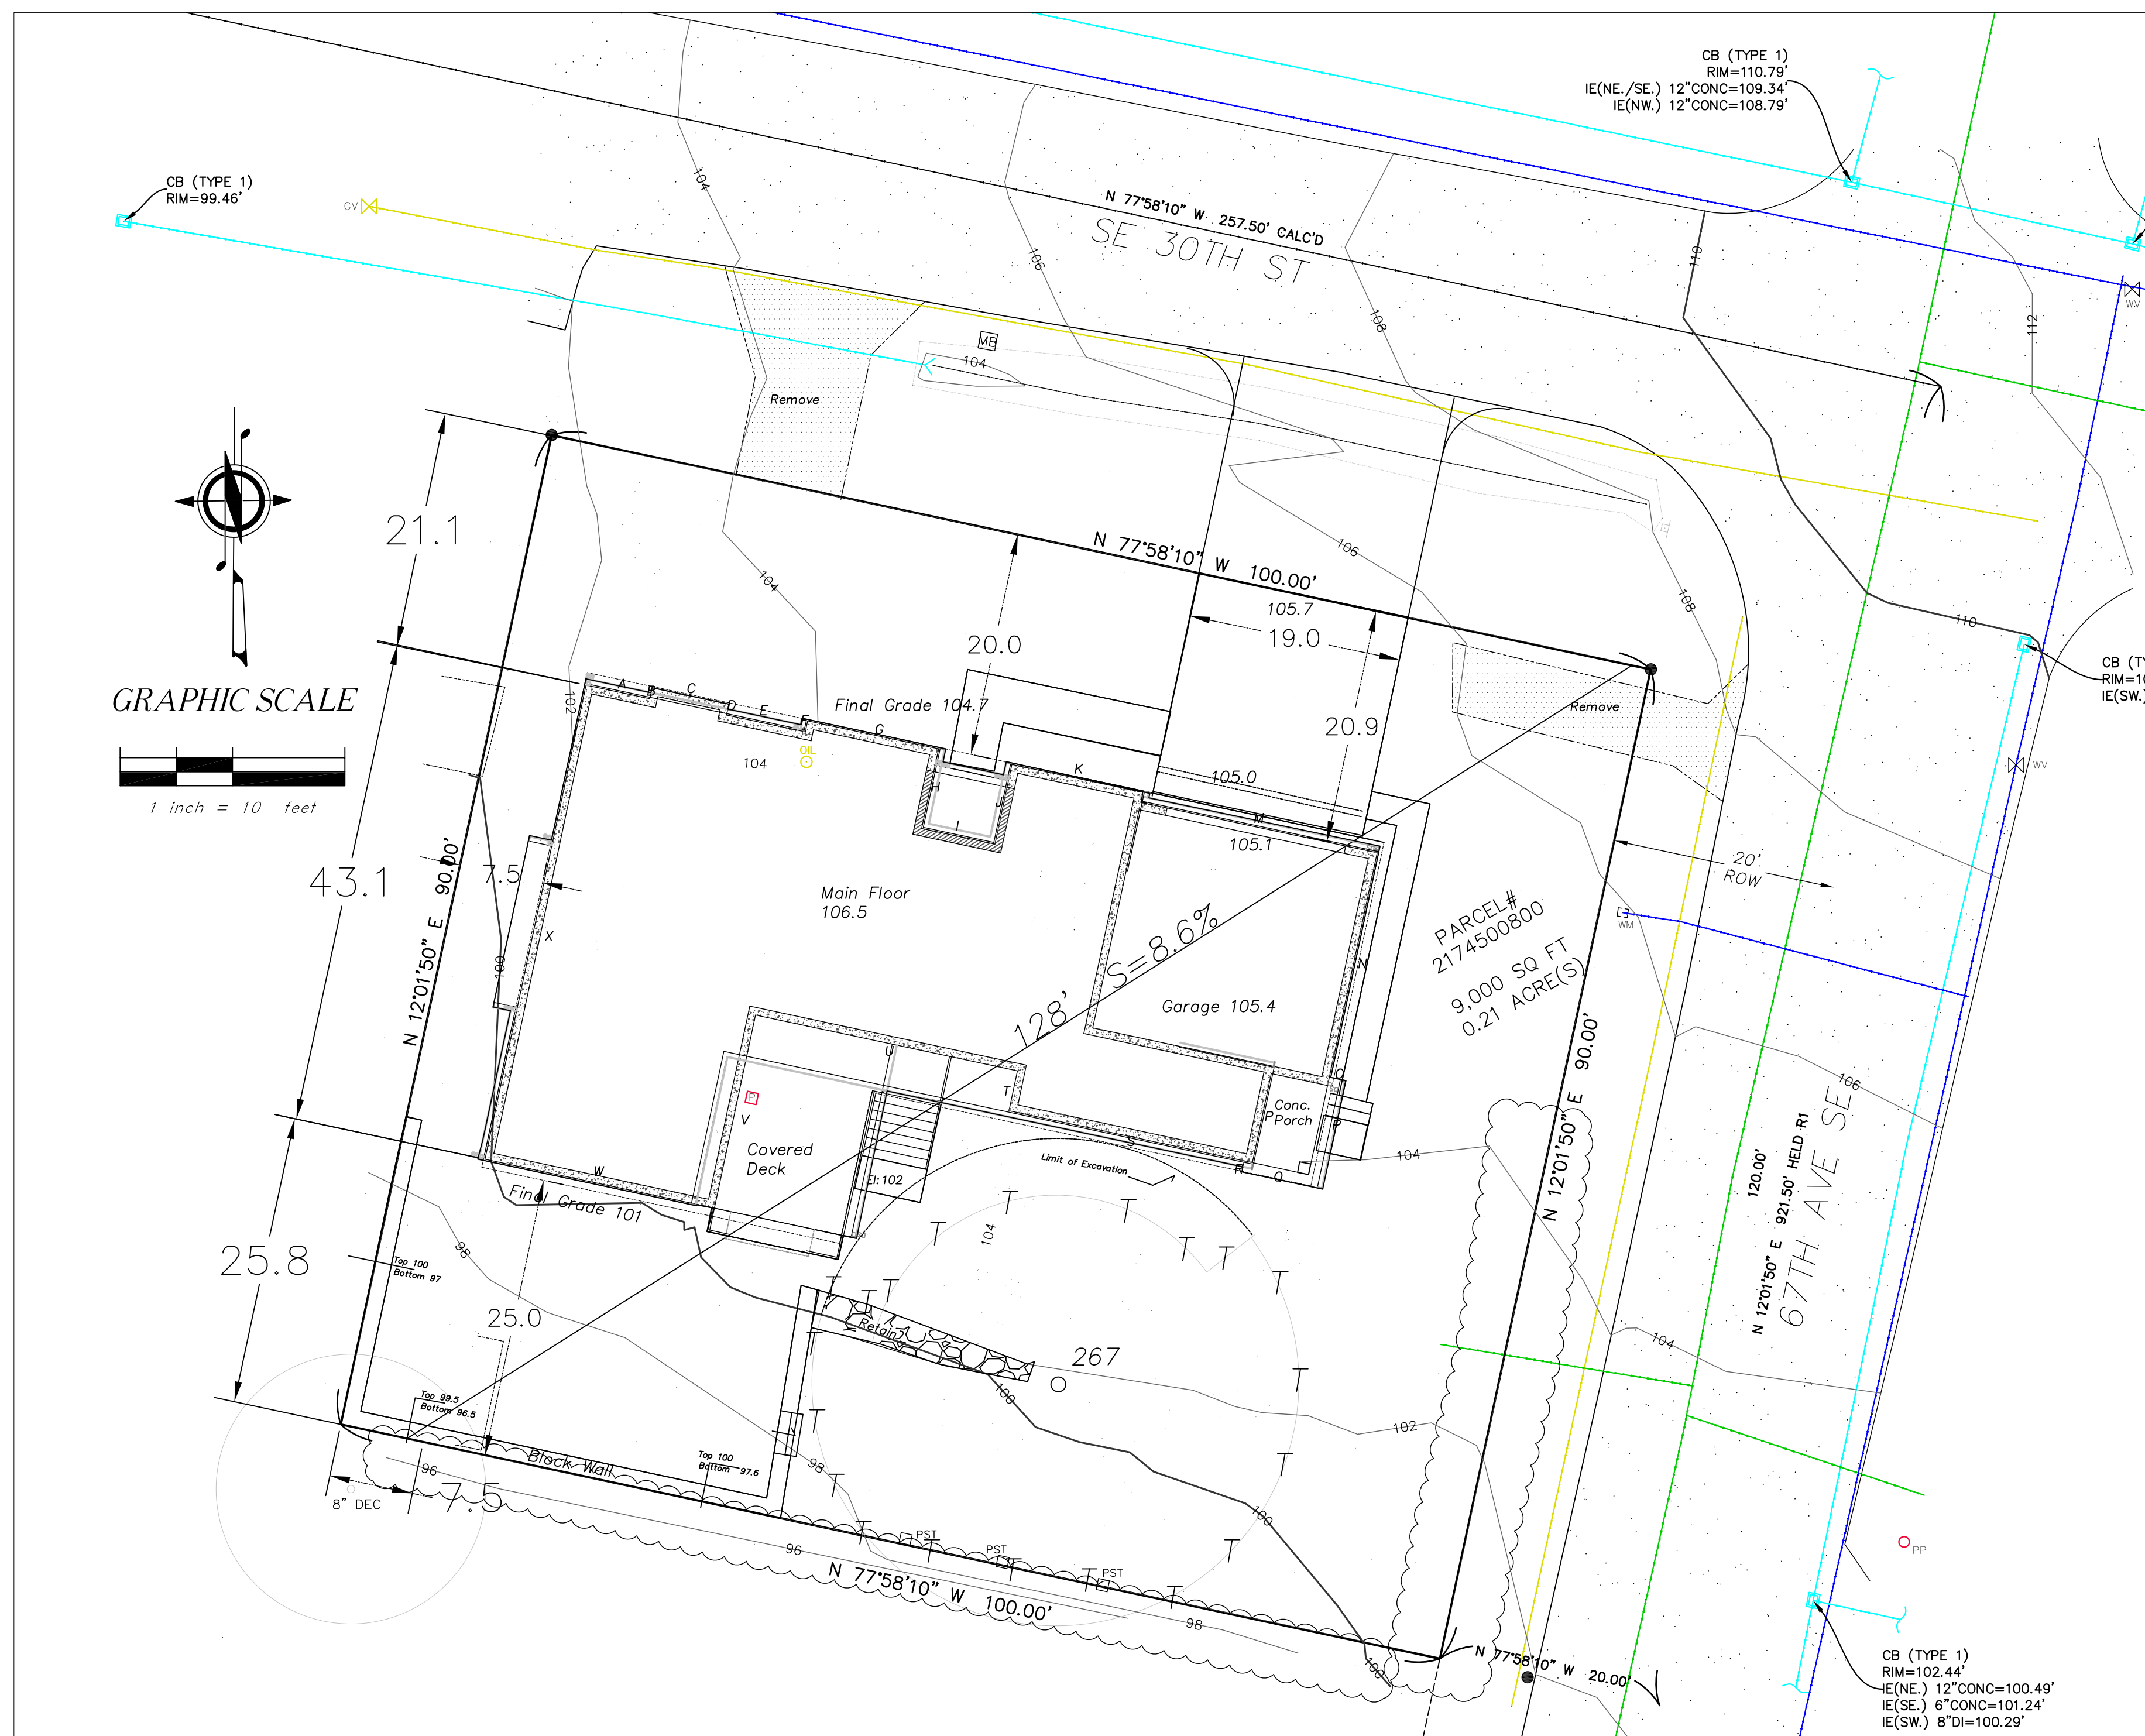 CB (TYPE 1)
RIM=110.79'
IE(NE./SE.) 12"CONC=109.34'
IE(NW.) 12"CONC=108.79'
CB (TYPE 1)
RIM=99.46'
GV
104
N 77°58'10" W 257.50' CALC'D
SE 30TH ST
106
108
110
112
WV
MB
104
Remove
21.1
N 77°58'10" W 100.00'
105.7
19.0
106
108
110
104
20.0
20.9
Remove
CB (TY
RIM=10
IE(SW.)
GRAPHIC SCALE
1 inch = 10 feet
102
A
B
C
D
E
F
G
Final Grade 104.7
OIL
104
H
I
J
K
105.0
M
105.1
WV
20'
ROW
43.1
7.5
N 12°01'50" E 90.00'
X
100
Main Floor
106.5
S=8.6%
128'
N
Garage 105.4
PARCEL#
2174500800
9,000 SQ FT
0.21 ACRE(S)
WM
N 12°01'50" E 90.00'
106
U
T
V
P
Covered
Deck
El:102
Conc.
Porch
P
O
P
S
R
Q
W
Limit of Excavation
104
104
Final Grade 101
98
25.8
25.0
Top 100
Bottom 97
Retain
267
100
102
104
N 12°01'50" E 921.50' HELD R1
120.00'
67TH AVE SE
Top 99.5
Bottom 96.5
Block Wall
Top 100
Bottom 97.6
98
100
96
8" DEC
7.5
96
PST
PST
PST
PP
N 77°58'10" W 100.00'
98
100
N 77°58'10" W 20.00'
CB (TYPE 1)
RIM=102.44'
IE(NE.) 12"CONC=100.49'
IE(SE.) 6"CONC=101.24'
IE(SW.) 8"DI=100.29'